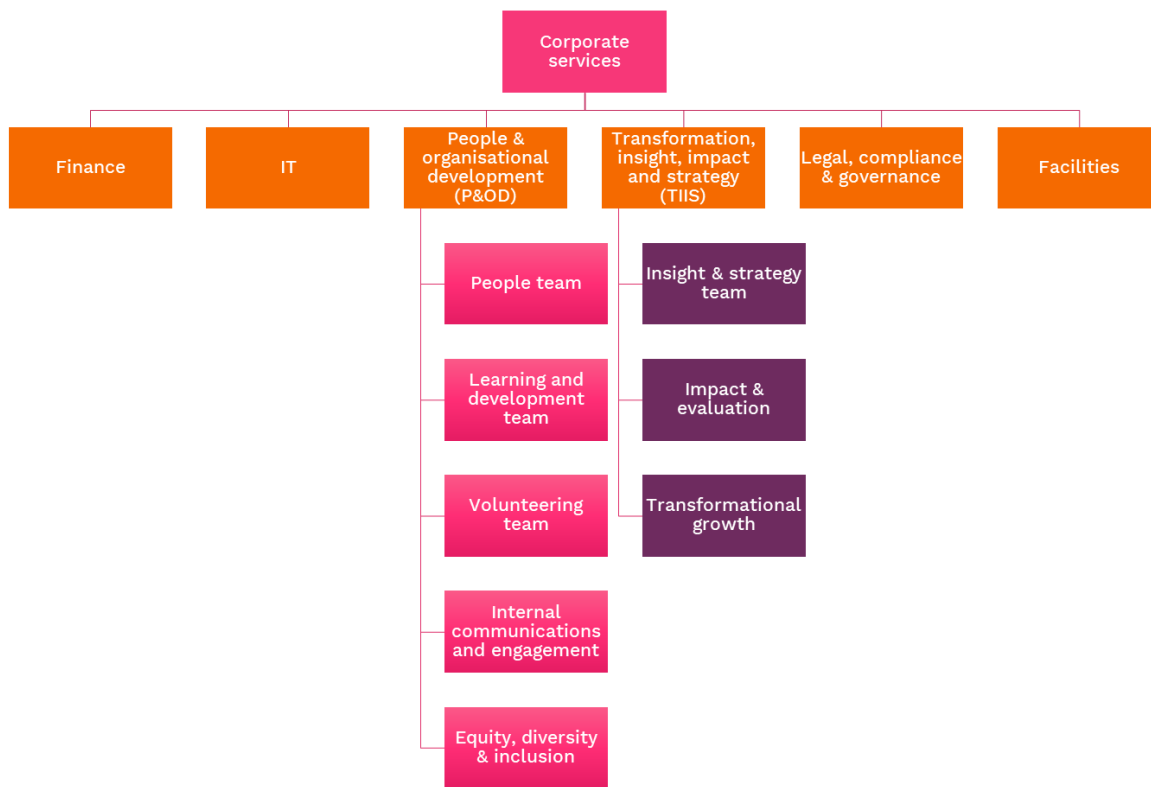 Corporate
services
Finance
IT
People &
organisational
development
(P&OD)
Transformation,
insight, impact
and strategy
(TIIS)
Legal, compliance
& governance
Facilities
People team
Learning and
development
team
Volunteering
team
Internal
communications
and engagement
Equity, diversity
& inclusion
Insight & strategy
team
Impact &
evaluation
Transformational
growth